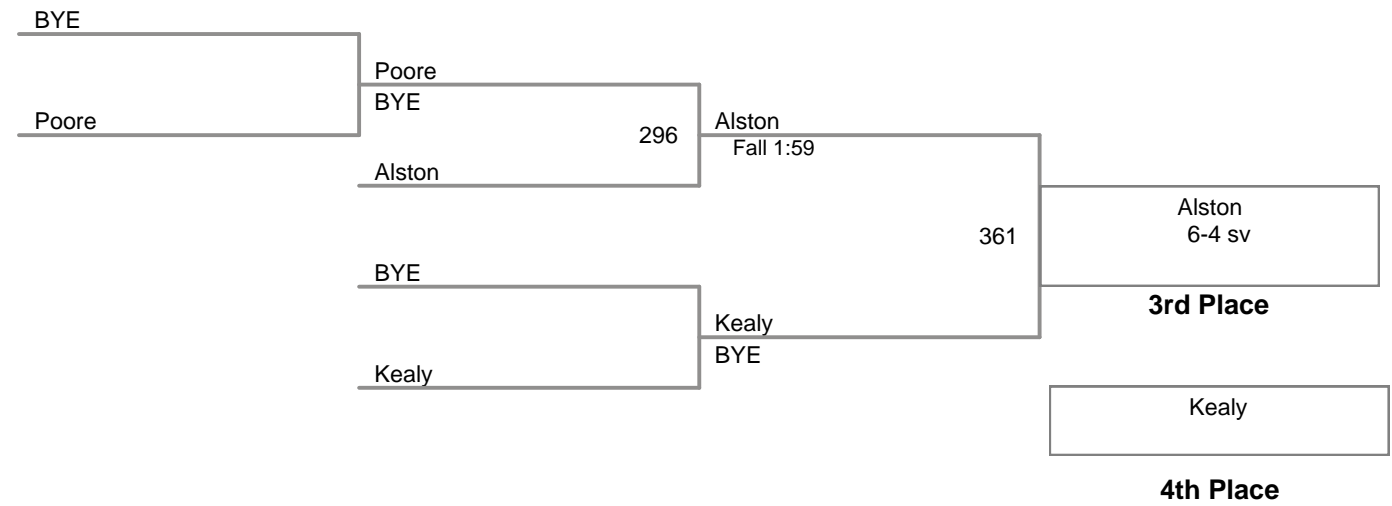 BYE
Poore
BYE
Poore
296
Alston
Fall 1:59
Alston
Alston
6-4 sv
361
BYE
3rd Place
Kealy
BYE
Kealy
Kealy
4th Place